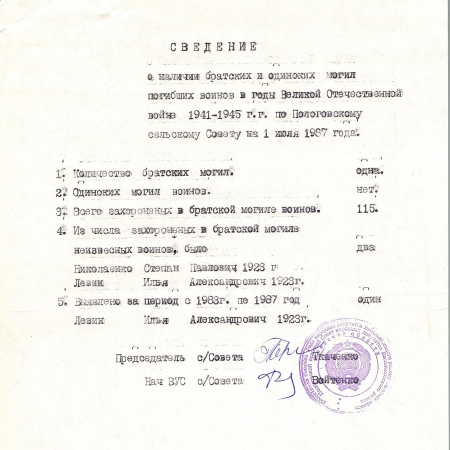 СВЕДЕНИЕ
о наличии братских и одиноких могил
погибших воинов в годы Великой Отечественной
войне 1941-1945 г.г. по Пологовскому
сельскому Совету на 1 июля 1987 года.
1. Количество братских могил. одна.
2. Одиноких могил воинов. нет.
3. Всего захороненых в братской могиле воинов. 115.
4. Из числа захороненых в братской могиле
неизвесных воинов, было два
Николаенко Степан Павлович 1923 г
Левин Илья Александрович 1923г.
5. Выявлено за период с 1983г. по 1987 год один
Левин Илья Александрович 1923г.
Председатель с/Совета Ткаченко
Нач ВУС с/Совета Войтенко